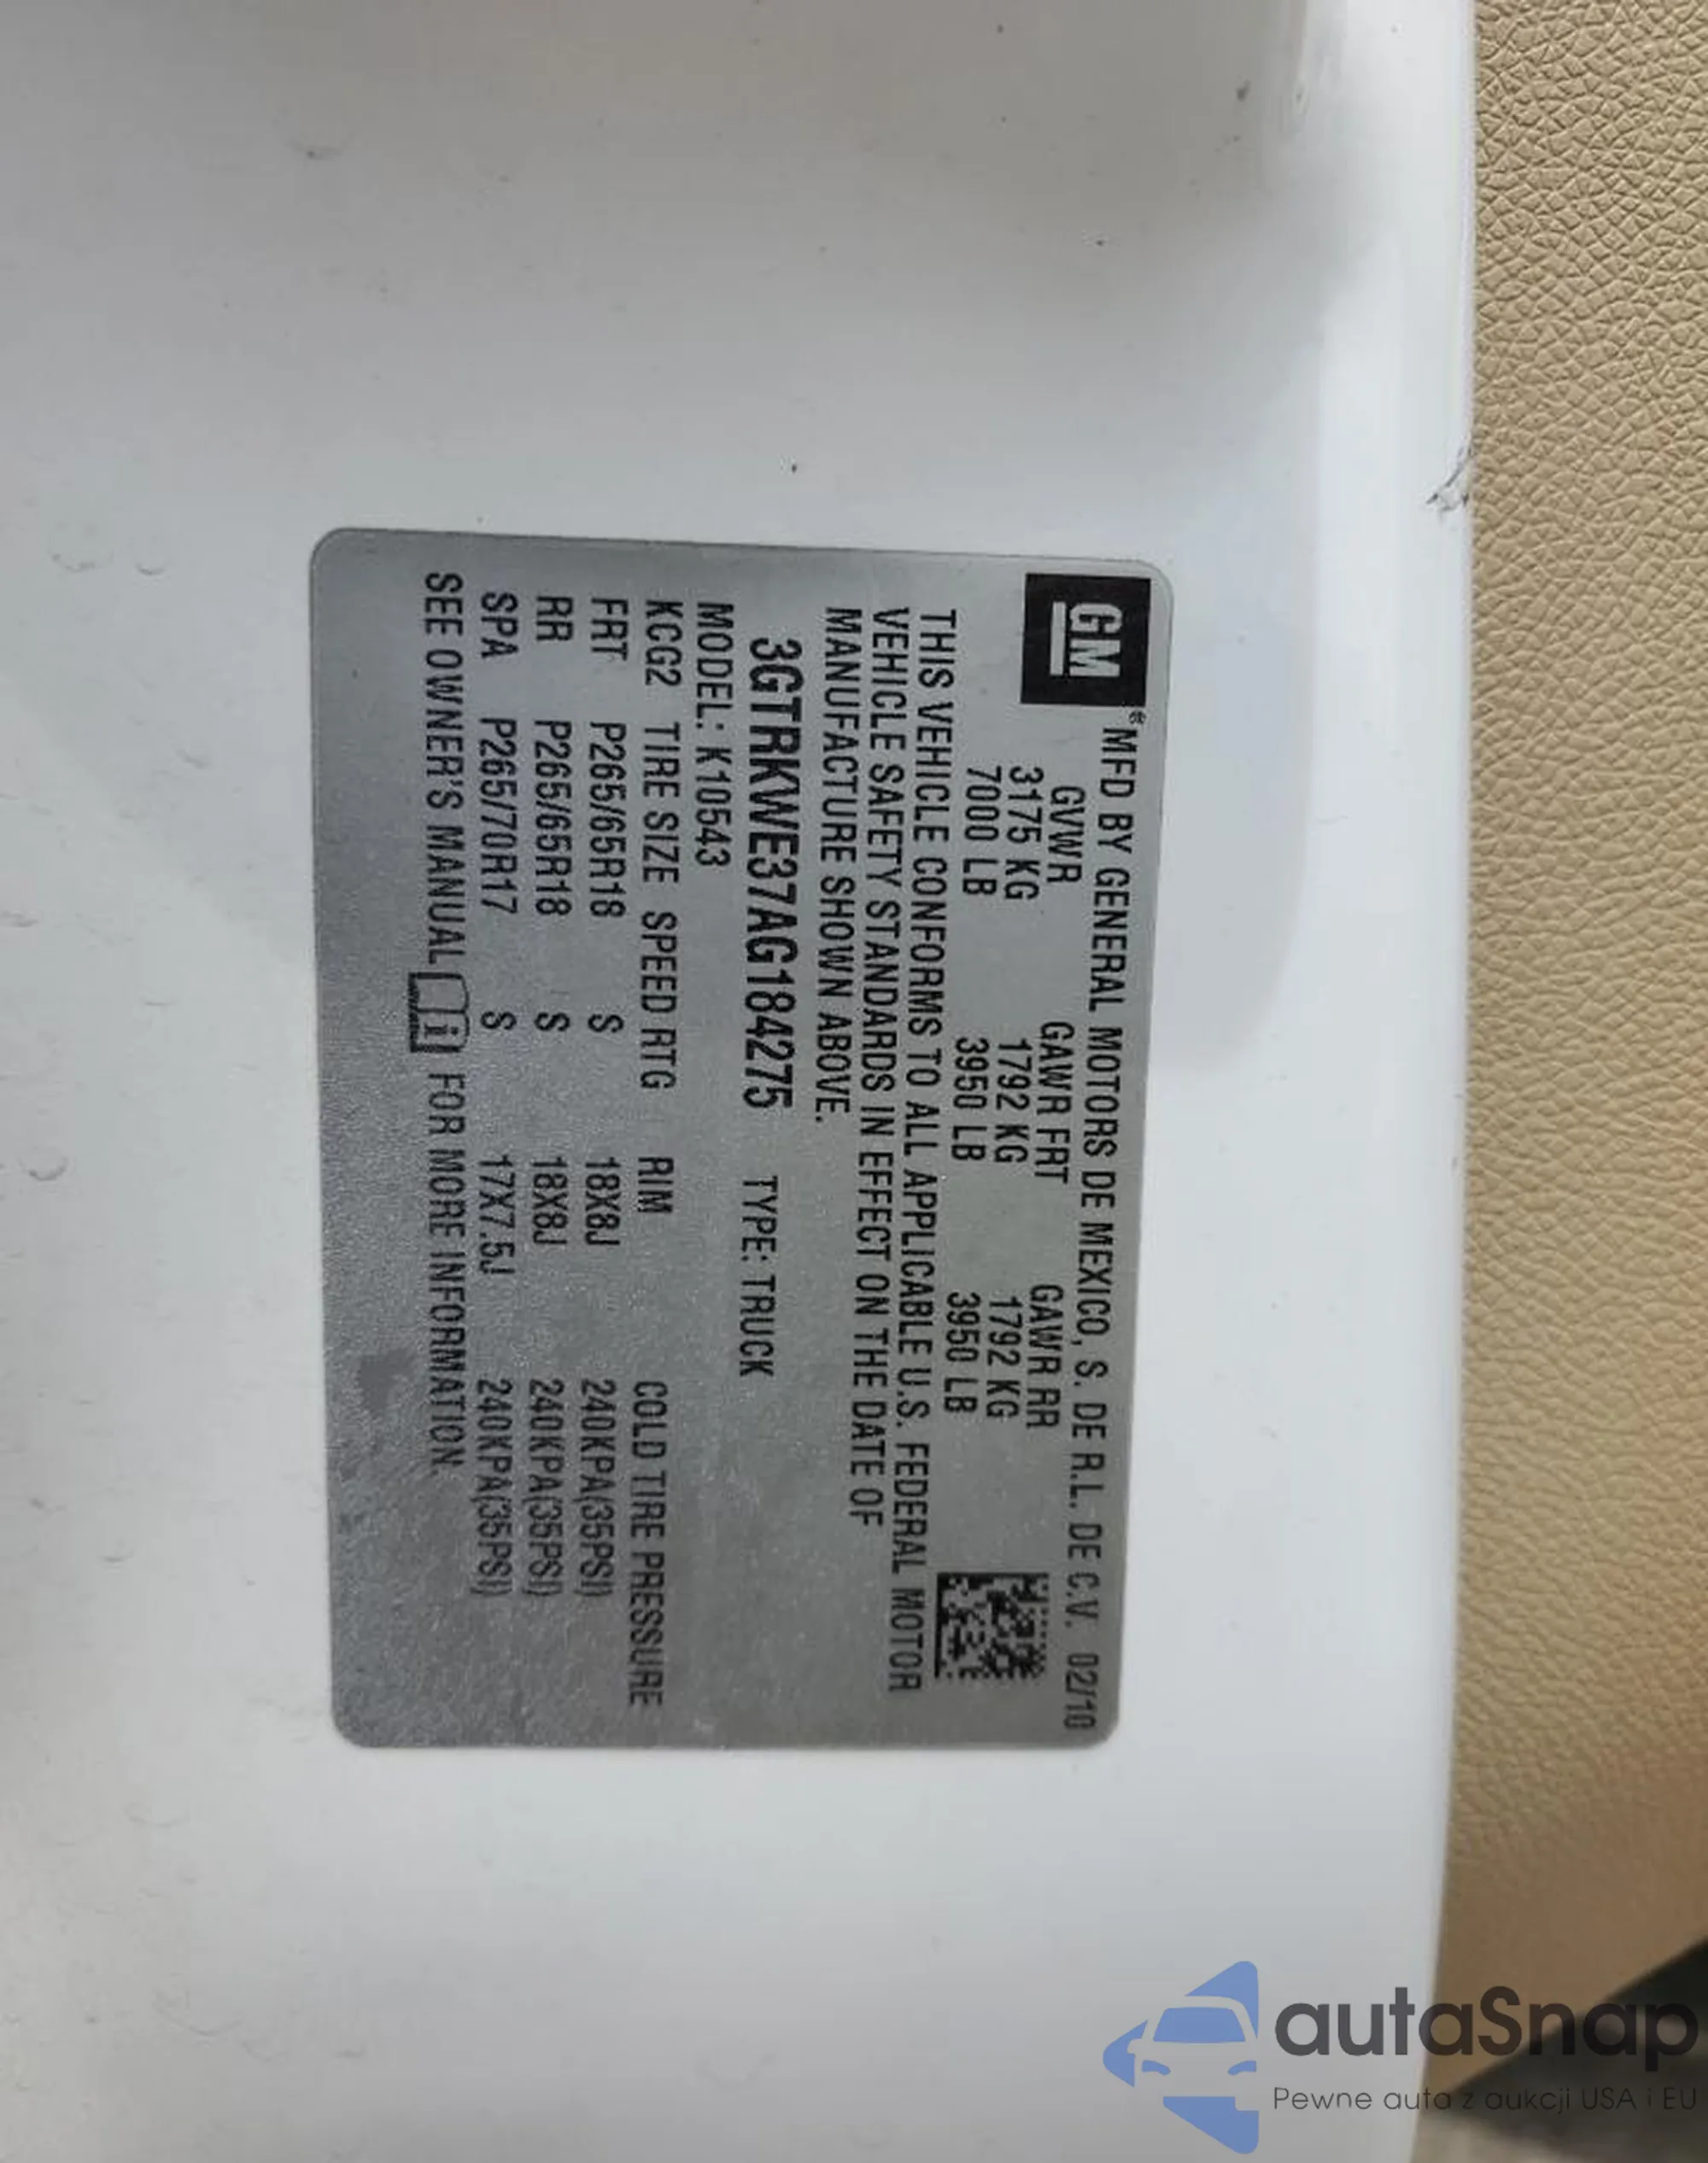 GM® MFD BY GENERAL MOTORS DE MEXICO, S. DE R.L. DE C.V. 02/10
GVWR GAWR FRT GAWR RR
3175 KG 1792 KG 1792 KG
7000 LB 3950 LB 3950 LB
THIS VEHICLE CONFORMS TO ALL APPLICABLE U.S. FEDERAL MOTOR
VEHICLE SAFETY STANDARDS IN EFFECT ON THE DATE OF
MANUFACTURE SHOWN ABOVE.
3GTRKWE37AG184275 TYPE: TRUCK
MODEL: K10543
KCG2 TIRE SIZE SPEED RTG RIM COLD TIRE PRESSURE
FRT P265/65R18 S 18X8J 240KPA(35PSI)
RR P265/65R18 S 18X8J 240KPA(35PSI)
SPA P265/70R17 S 17X7.5J 240KPA(35PSI)
SEE OWNER'S MANUAL i FOR MORE INFORMATION.
autaSnap
Pewne auta z aukcji USA i EU